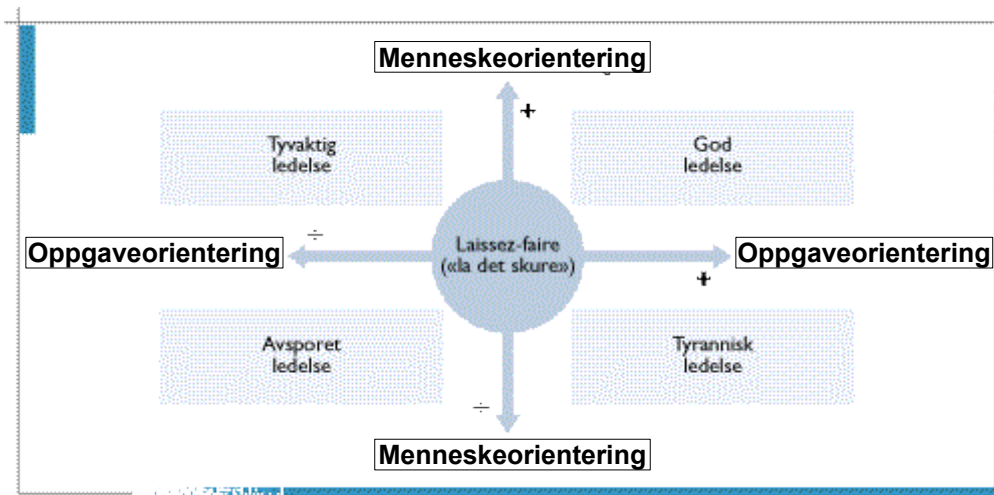 Menneskeorientering
+
Tyvaktig
ledelse
God
ledelse
÷
Oppgaveorientering
Laissez-faire
(«la det skure»)
Oppgaveorientering
+
Avsporet
ledelse
Tyrannisk
ledelse
÷
Menneskeorientering